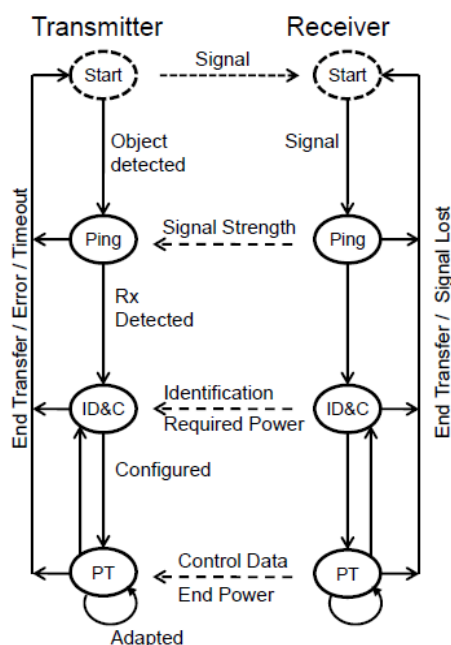 Transmitter
Receiver
Start
Signal
Start
Object
detected
Signal
Ping
Signal Strength
Ping
Rx
Detected
ID&C
Identification
Required Power
ID&C
Configured
PT
Control Data
End Power
PT
Adapted
End Transfer / Error / Timeout
End Transfer / Signal Lost